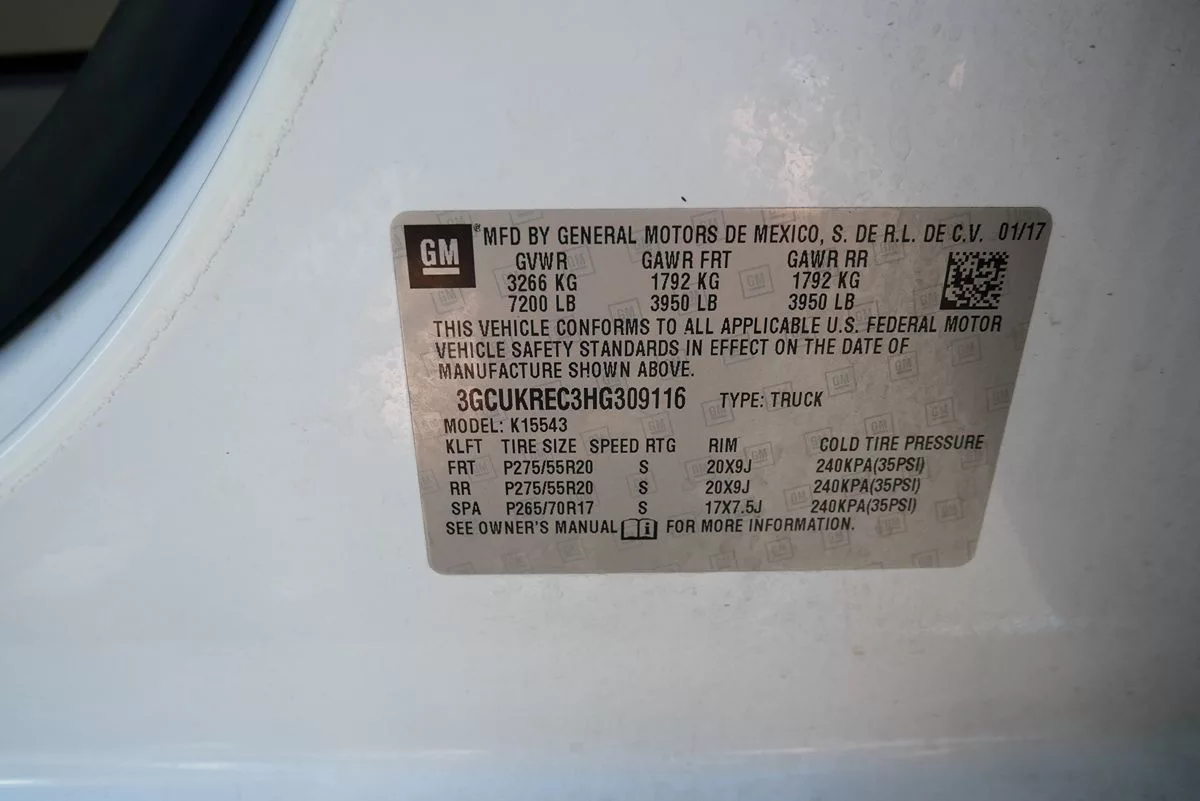 GM ® MFD BY GENERAL MOTORS DE MEXICO, S. DE R.L. DE C.V. 01/17
GVWR GAWR FRT GAWR RR
3266 KG 1792 KG 1792 KG
7200 LB 3950 LB 3950 LB
THIS VEHICLE CONFORMS TO ALL APPLICABLE U.S. FEDERAL MOTOR
VEHICLE SAFETY STANDARDS IN EFFECT ON THE DATE OF
MANUFACTURE SHOWN ABOVE.
3GCUKREC3HG309116 TYPE: TRUCK
MODEL: K15543
KLFT TIRE SIZE SPEED RTG RIM COLD TIRE PRESSURE
FRT P275/55R20 S 20X9J 240KPA(35PSI)
RR P275/55R20 S 20X9J 240KPA(35PSI)
SPA P265/70R17 S 17X7.5J 240KPA(35PSI)
SEE OWNER'S MANUAL FOR MORE INFORMATION.